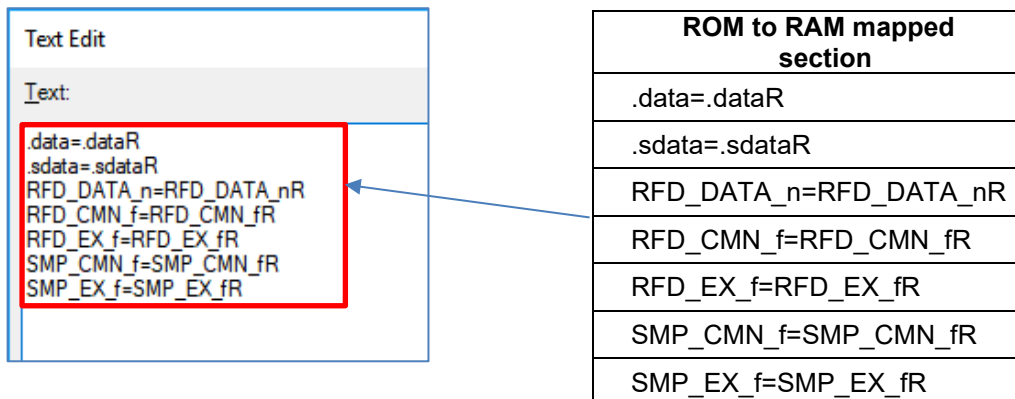 Text Edit
Text:
.data=.dataR
.sdata=.sdataR
RFD_DATA_n=RFD_DATA_nR
RFD_CMN_f=RFD_CMN_fR
RFD_EX_f=RFD_EX_fR
SMP_CMN_f=SMP_CMN_fR
SMP_EX_f=SMP_EX_fR
ROM to RAM mapped
section
.data=.dataR
.sdata=.sdataR
RFD_DATA_n=RFD_DATA_nR
RFD_CMN_f=RFD_CMN_fR
RFD_EX_f=RFD_EX_fR
SMP_CMN_f=SMP_CMN_fR
SMP_EX_f=SMP_EX_fR